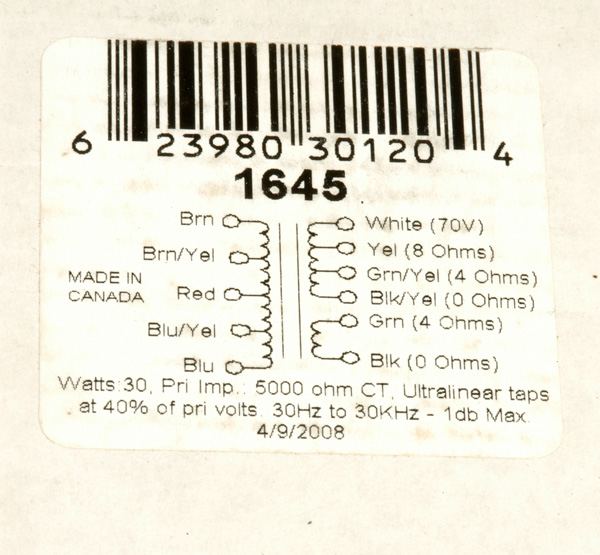 6 23980 30120 4
1645
Brn White (70V)
Brn/Yel Yel (8 Ohms)
MADE IN Grn/Yel (4 Ohms)
CANADA Red Blk/Yel (0 Ohms)
Blu/Yel Grn (4 Ohms)
Blu Blk (0 Ohms)
Watts:30, Pri Imp.: 5000 ohm CT, Ultralinear taps
at 40% of pri volts. 30Hz to 30KHz - 1db Max.
4/9/2008